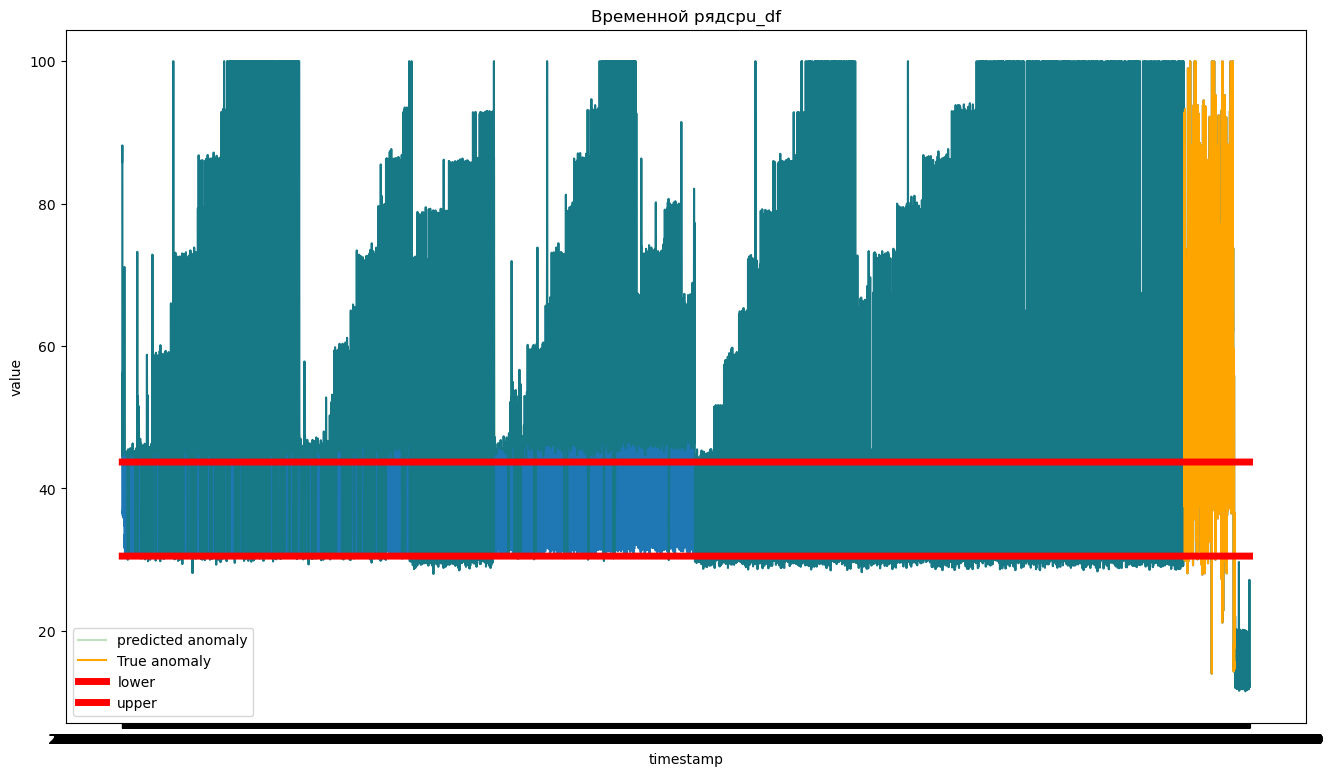 Временной рядcpu_df
100
80
60
40
20
value
predicted anomaly
True anomaly
lower
upper
timestamp